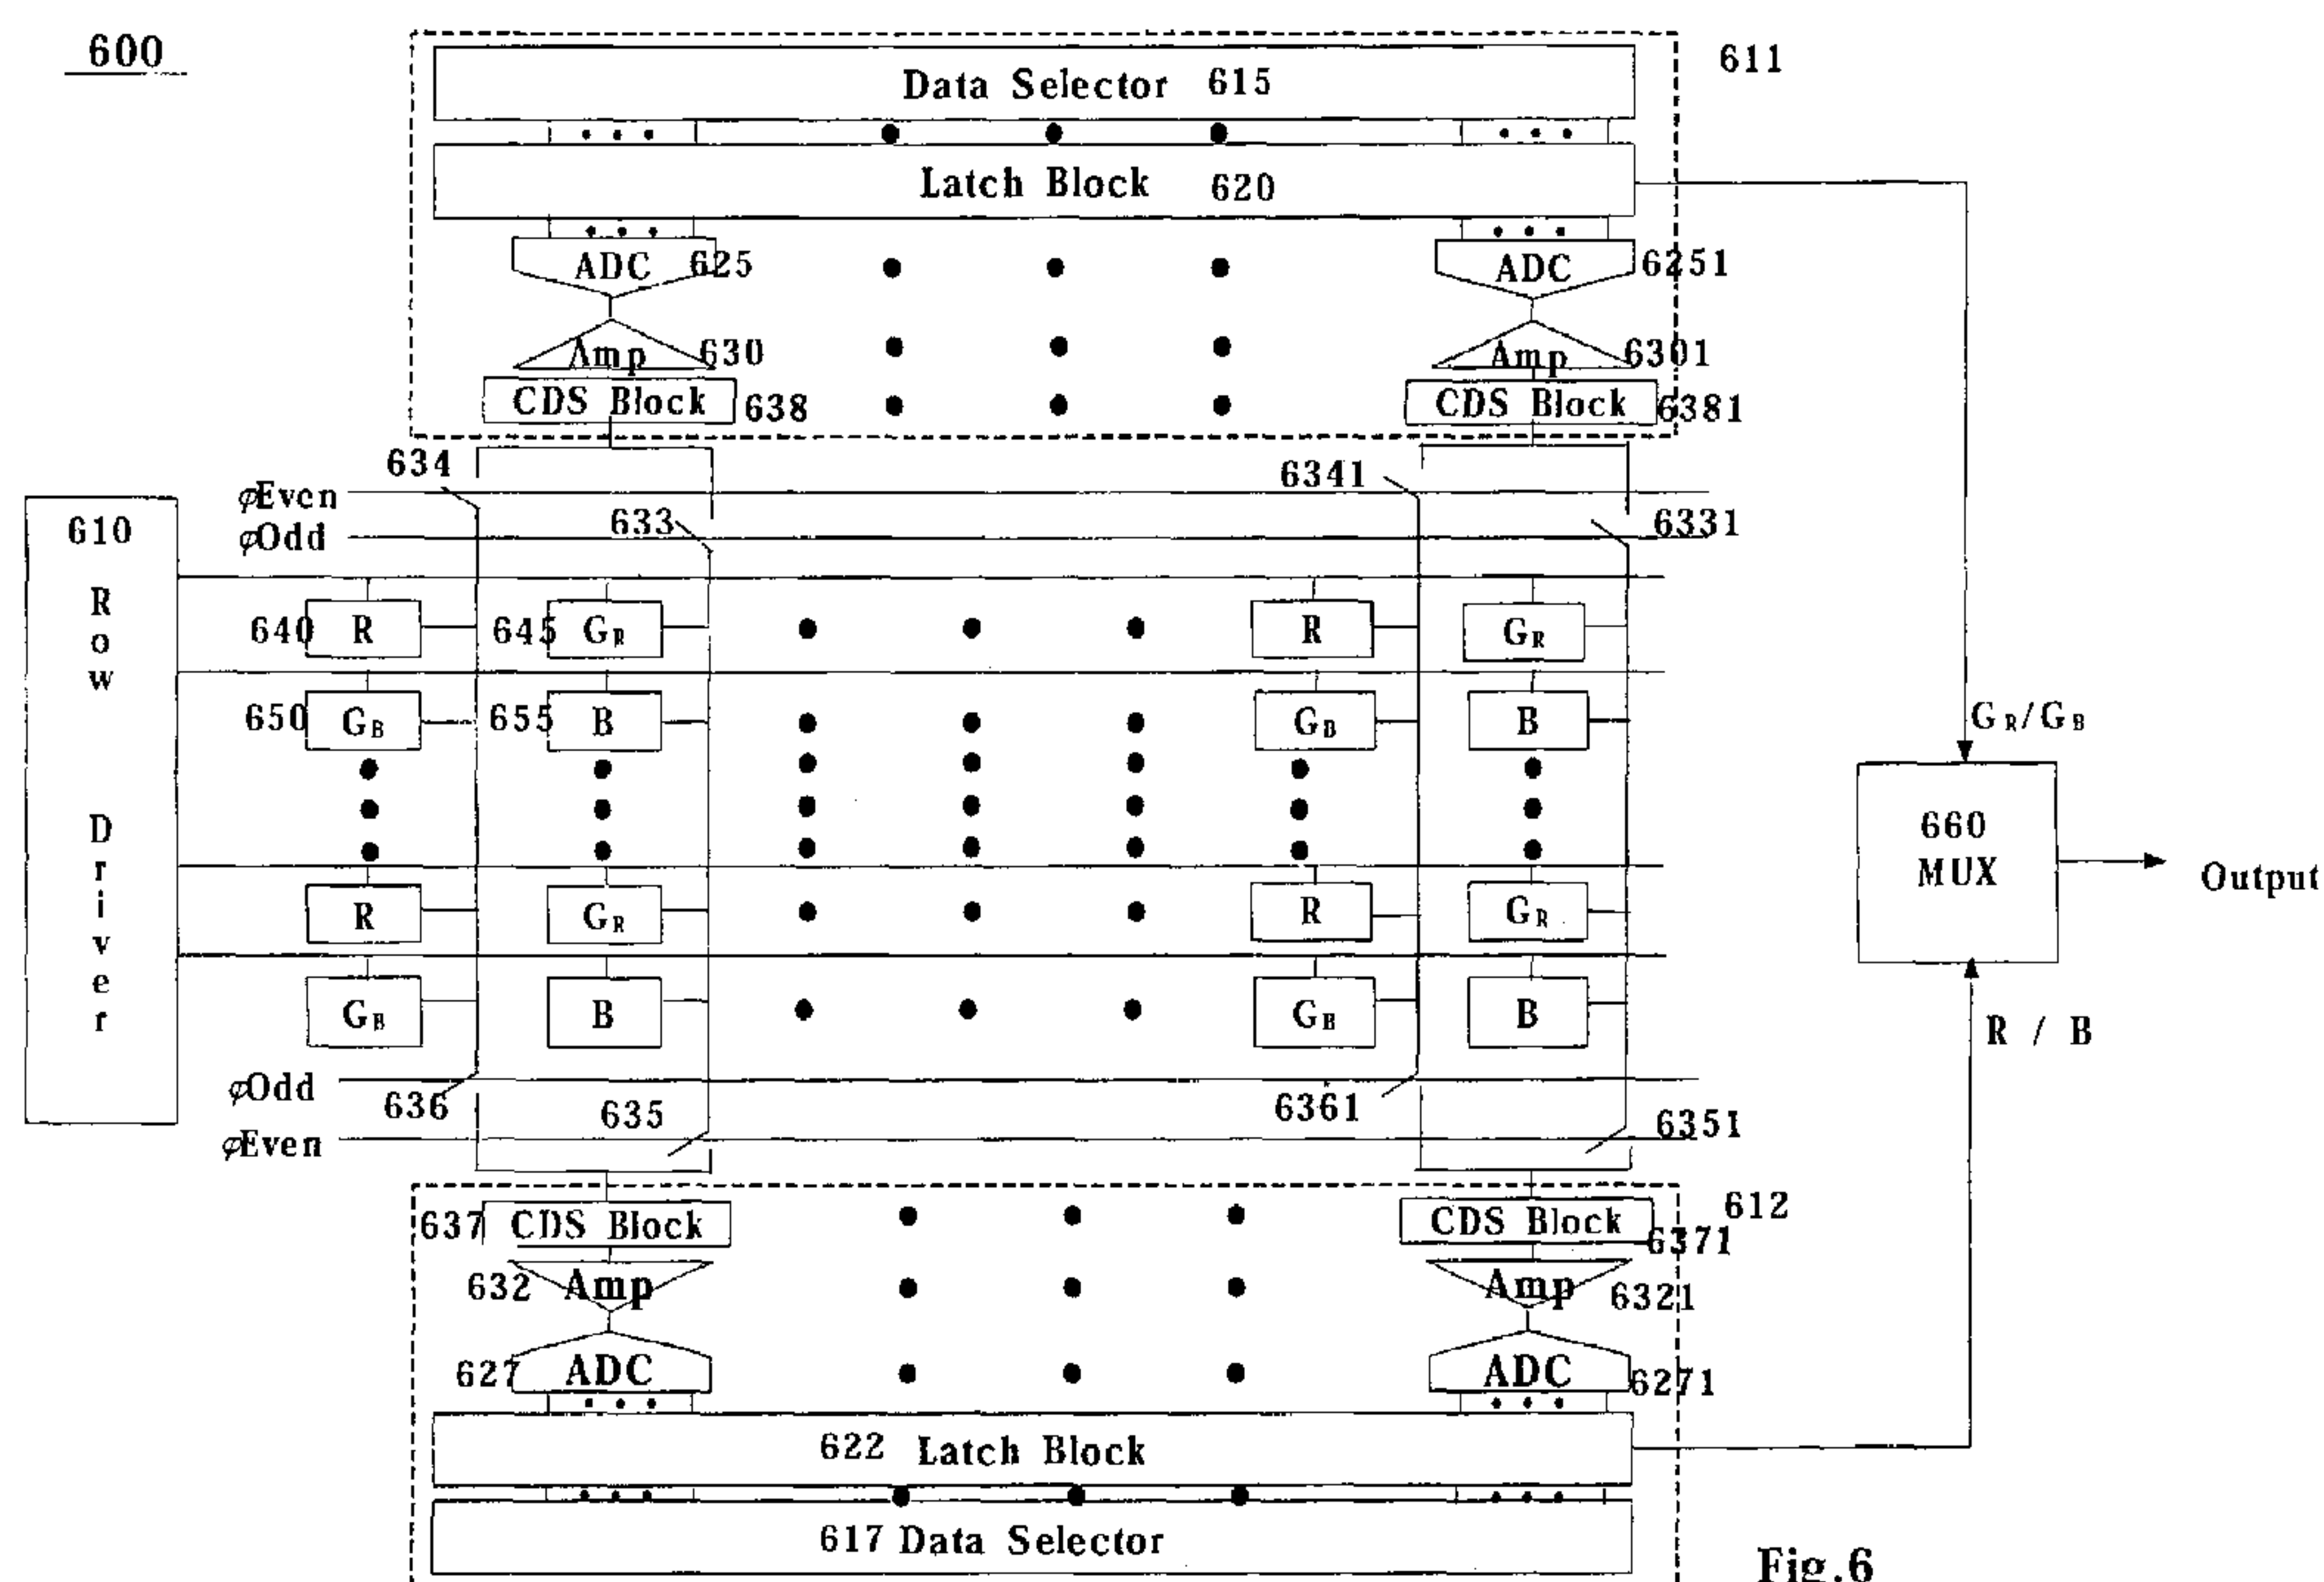 600
611
Data Selector 615
Latch Block 620
ADC 625
ADC 6251
Amp 630
Amp 6301
CDS Block 638
CDS Block 6381
634
6341
φEven
633
6331
φOdd
610
Row Driver
640 R
645 GR
R
GR
650 GB
655 B
GB
B
GR/GB
660
MUX
Output
R
GR
R
GR
GB
B
GB
B
R / B
φOdd
636
635
6361
6351
φEven
612
637 CDS Block
CDS Block 6371
632 Amp
Amp 6321
627 ADC
ADC 6271
622 Latch Block
617 Data Selector
Fig.6